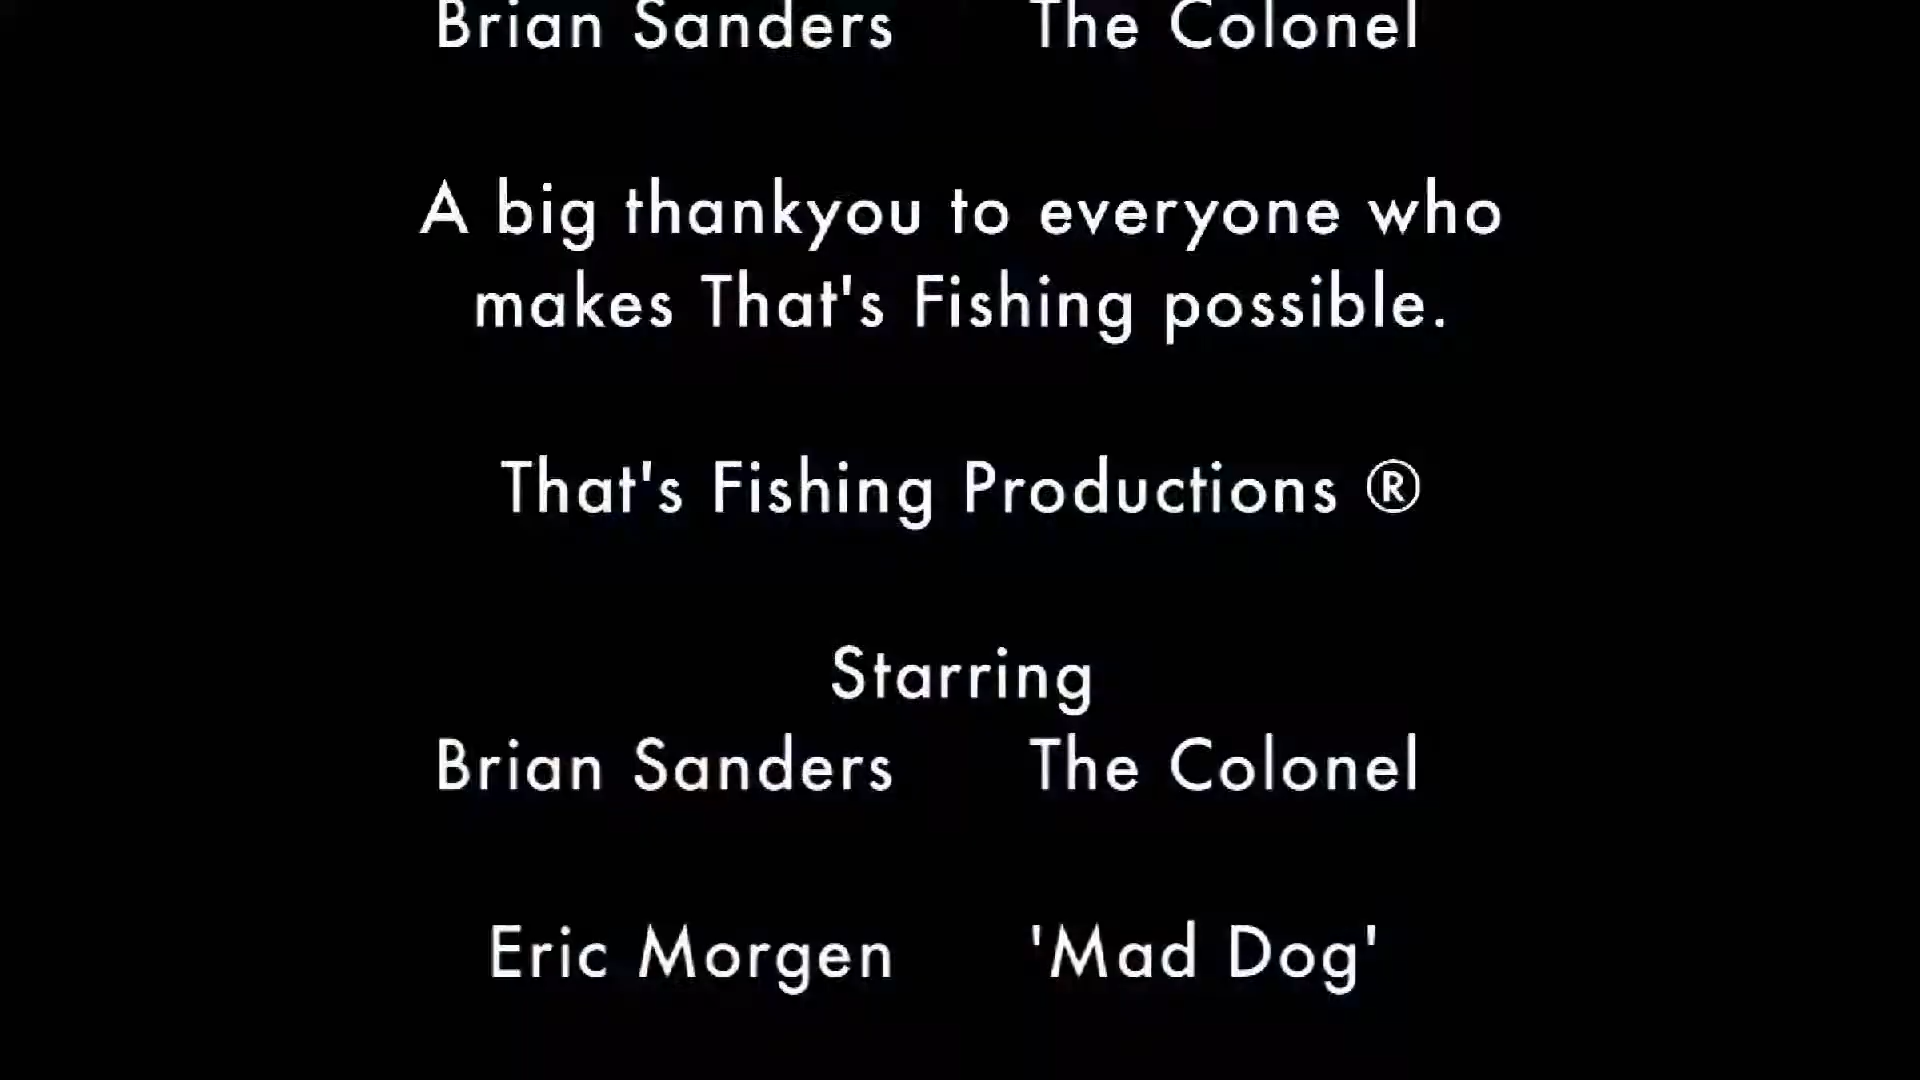 Brian Sanders The Colonel
A big thankyou to everyone who
makes That's Fishing possible.
That's Fishing Productions ®
Starring
Brian Sanders The Colonel
Eric Morgen 'Mad Dog'